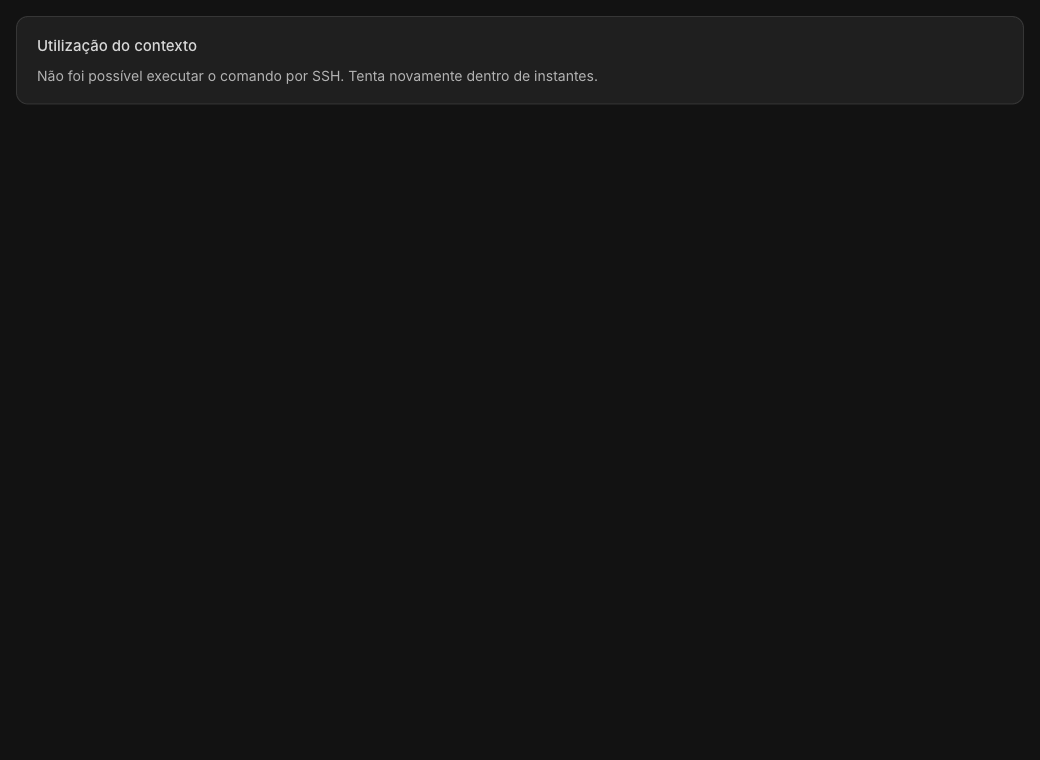 Utilização do contexto
Não foi possível executar o comando por SSH. Tenta novamente dentro de instantes.